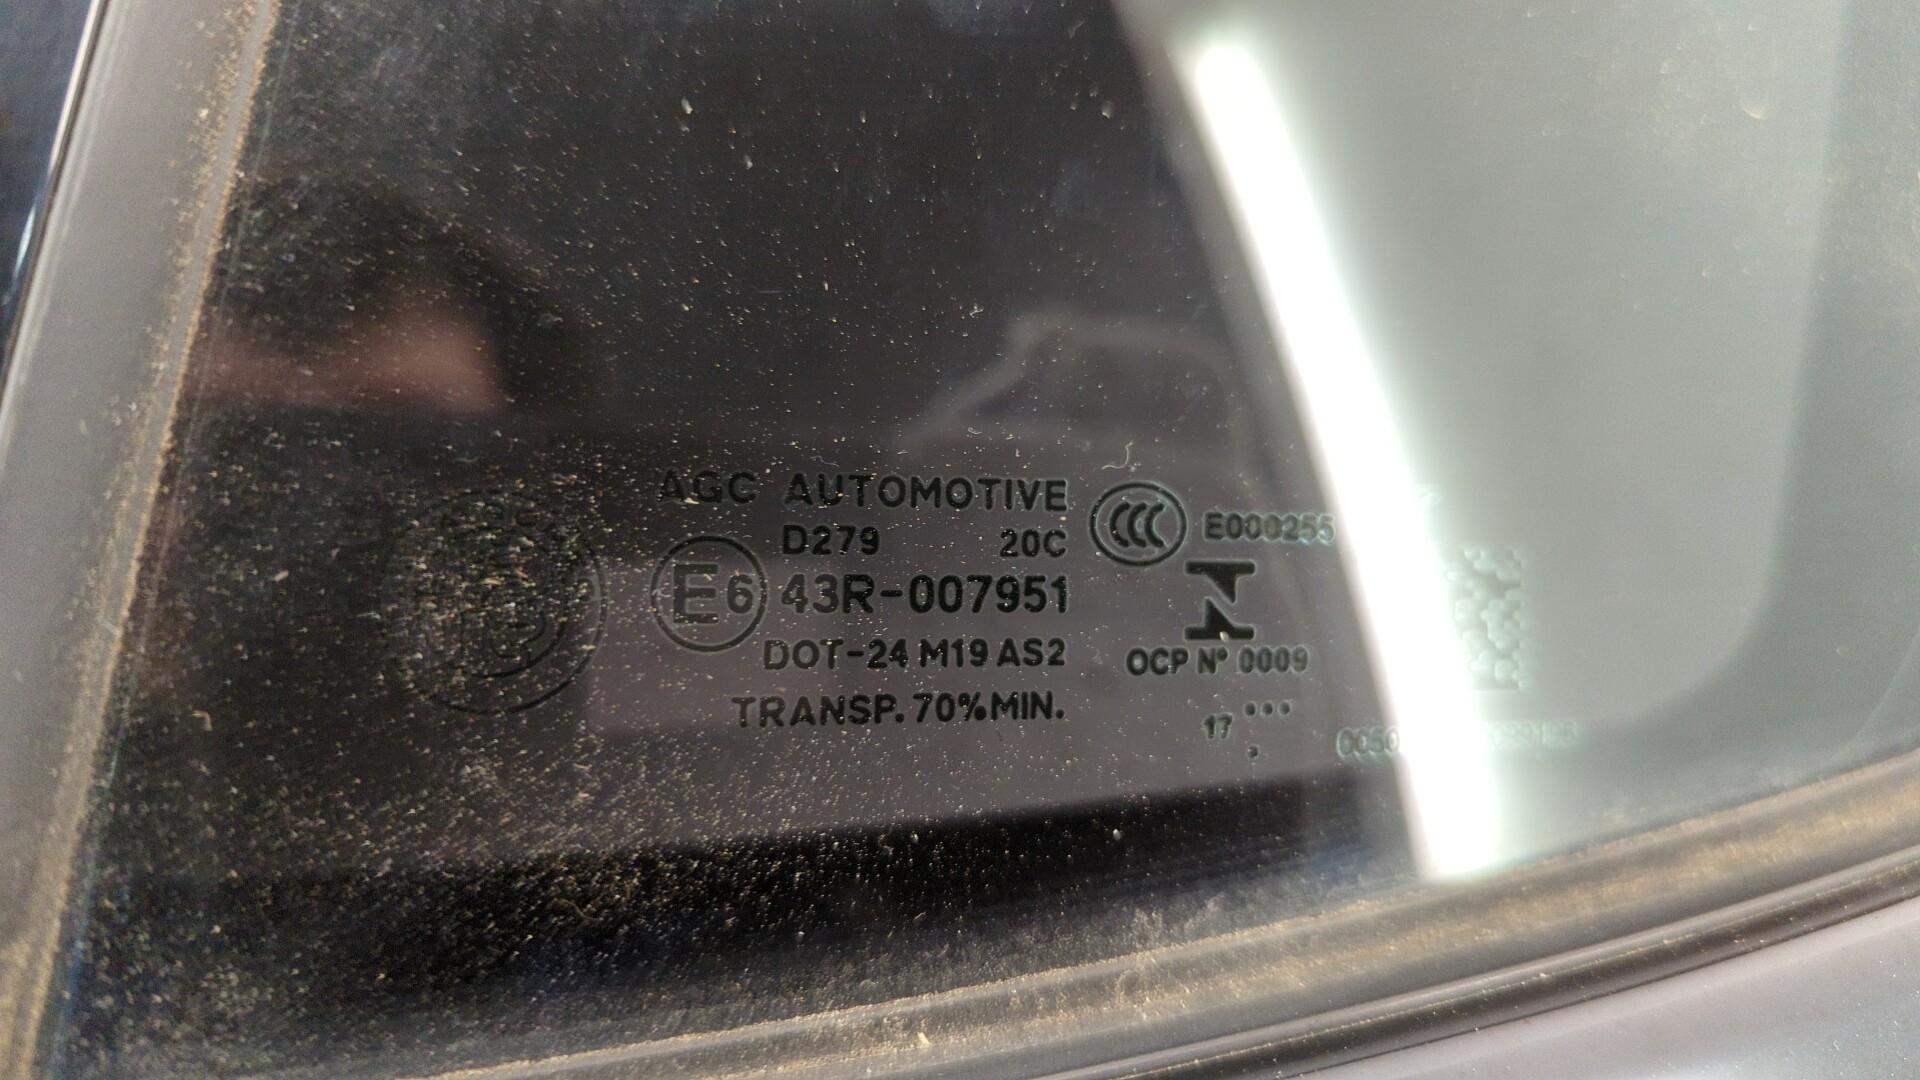 AGC AUTOMOTIVE
D279 20C
E6 43R-007951
DOT-24 M19 AS2
TRANSP. 70% MIN.
CCC E000255
OCP Nº 0009
17 ...
.